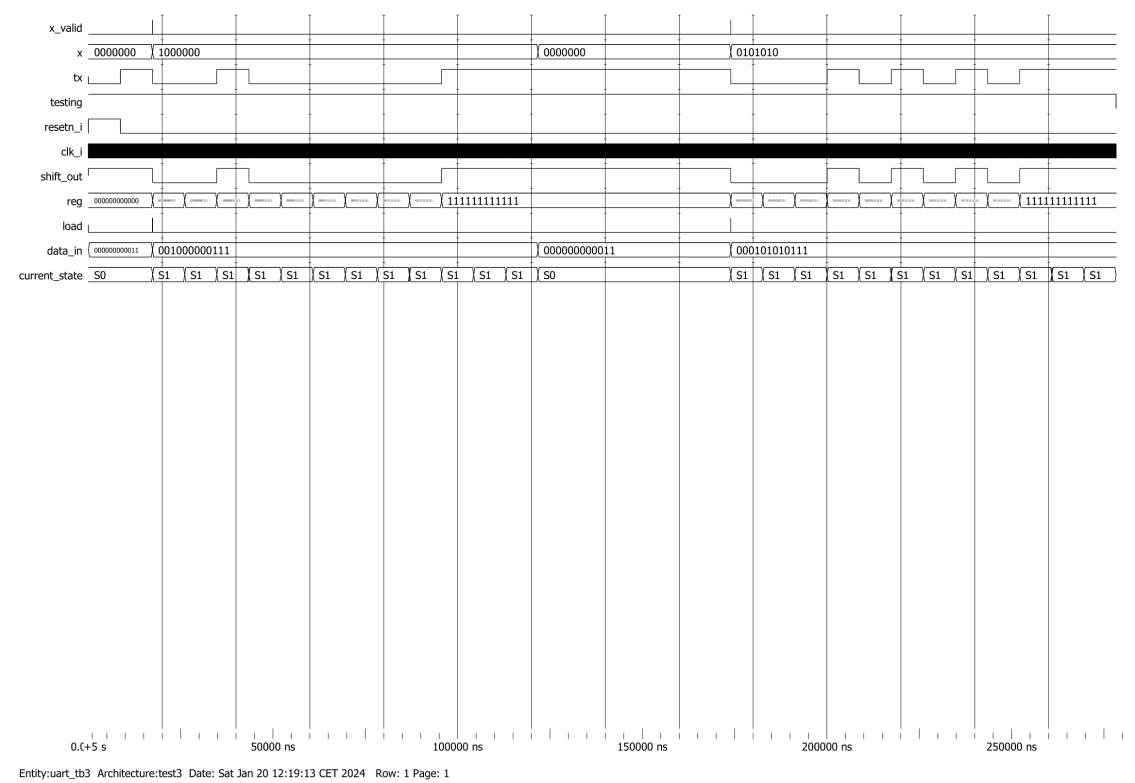 x_valid
x 0000000 1000000 0000000 0101010
tx
testing
resetn_i
clk_i
shift_out
reg 000000000000 111111111111 111111111111
load
data_in 000000000011 001000000111 000000000011 000101010111
current_state S0 S1 S1 S1 S1 S1 S1 S1 S1 S1 S1 S1 S1 S0 S1 S1 S1 S1 S1 S1 S1 S1 S1 S1 S1 S1
50000 ns 100000 ns 150000 ns 200000 ns 250000 ns
Entity:uart_tb3 Architecture:test3 Date: Sat Jan 20 12:19:13 CET 2024 Row: 1 Page: 1